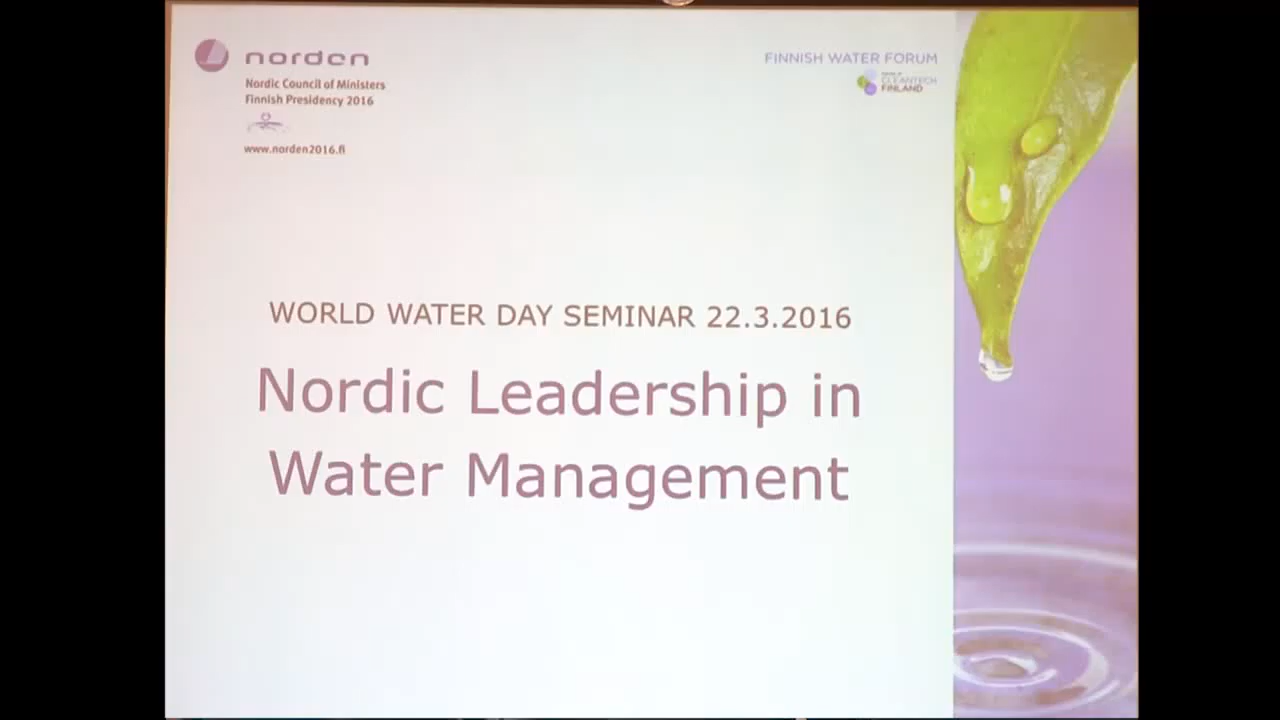 norden
Nordic Council of Ministers
Finnish Presidency 2016
www.norden2016.fi
FINNISH WATER FORUM
CLEANTECH
FINLAND
WORLD WATER DAY SEMINAR 22.3.2016
Nordic Leadership in
Water Management